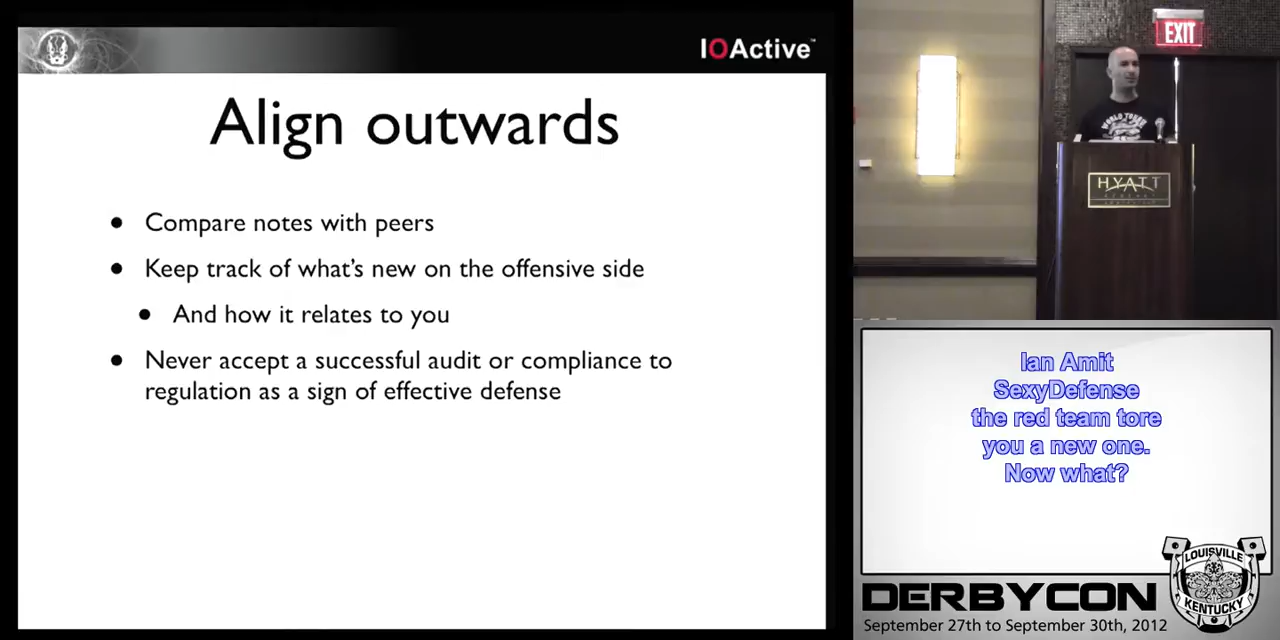 IOActive™
Align outwards
• Compare notes with peers
• Keep track of what's new on the offensive side
• And how it relates to you
• Never accept a successful audit or compliance to
regulation as a sign of effective defense
EXIT
WORLD
HYATT
Ian Amit
SexyDefense
the red team tore
you a new one.
Now what?
LOUISVILLE
KENTUCKY
DERBYCON
September 27th to September 30th, 2012